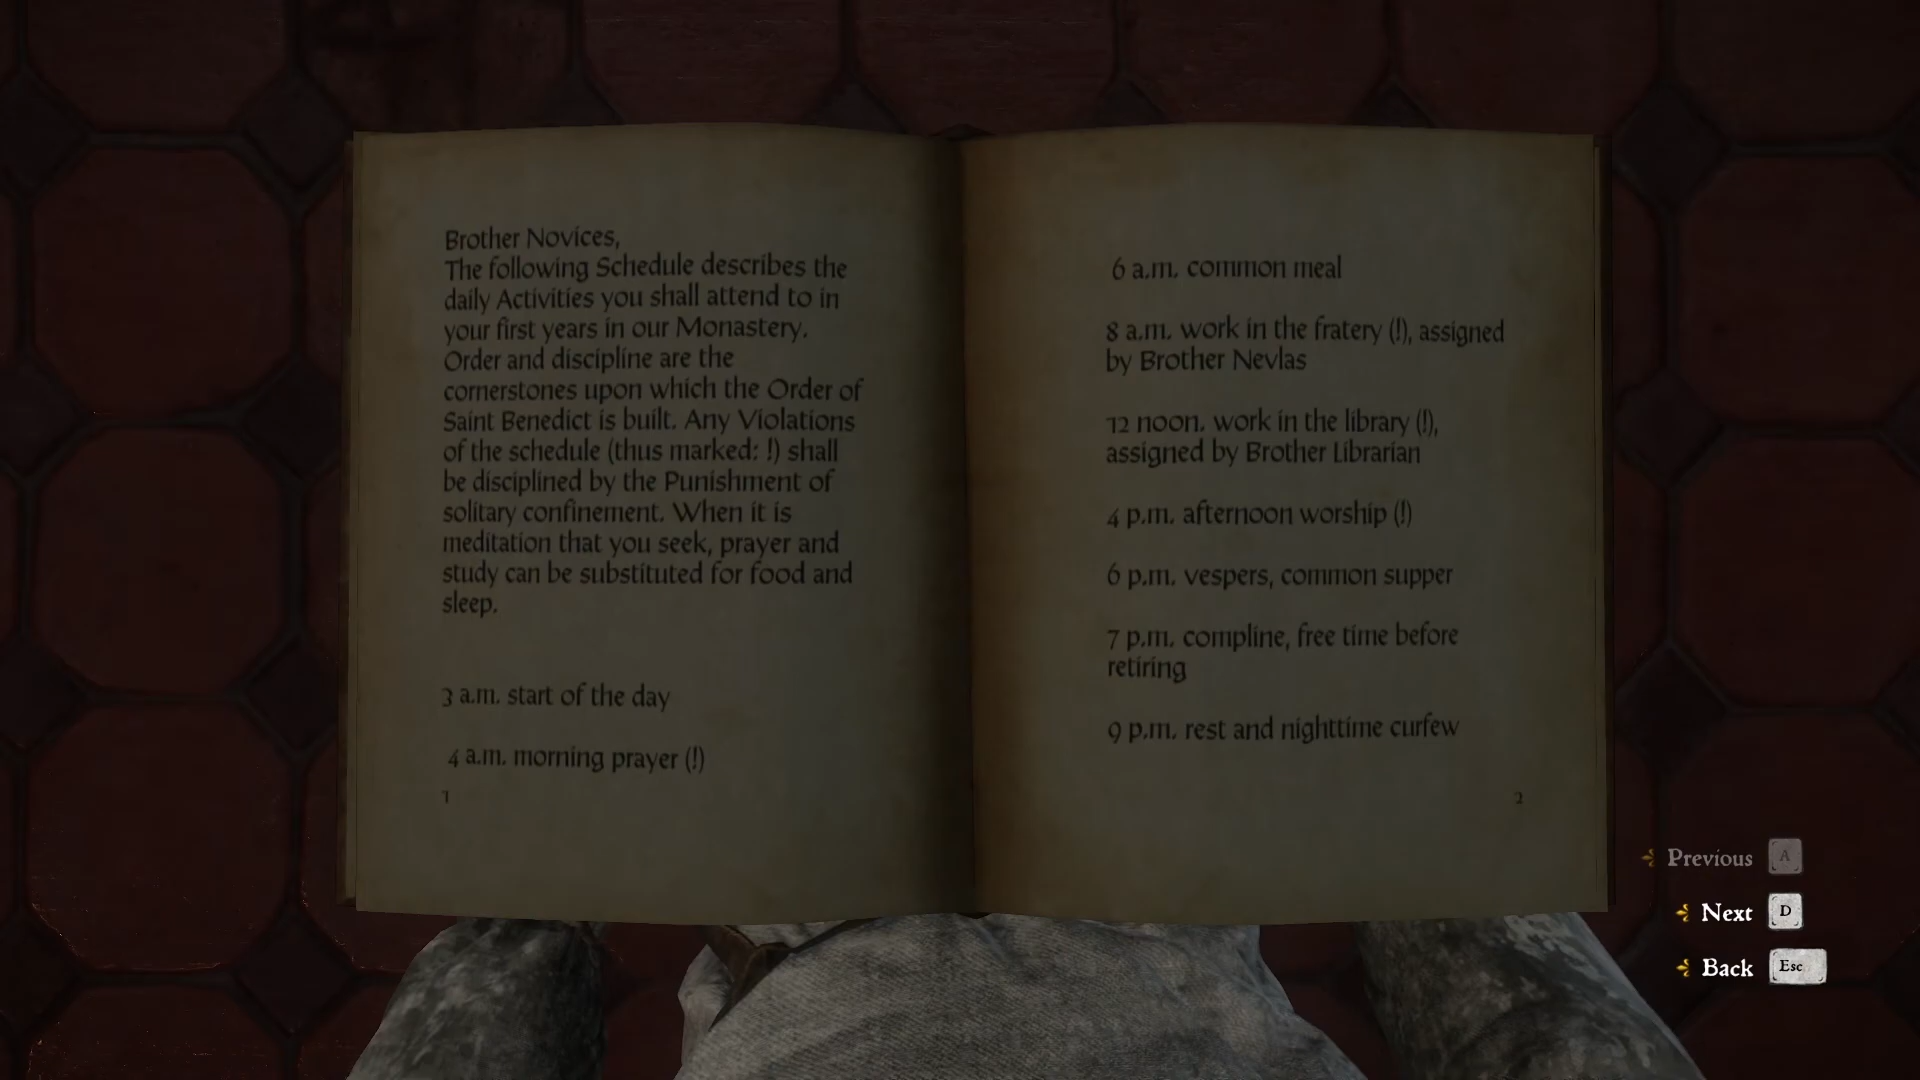 Brother Novices,
The following Schedule describes the
daily Activities you shall attend to in
your first years in our Monastery.
Order and discipline are the
cornerstones upon which the Order of
Saint Benedict is built. Any Violations
of the schedule (thus marked: !) shall
be disciplined by the Punishment of
solitary confinement. When it is
meditation that you seek, prayer and
study can be substituted for food and
sleep.
3 a.m. start of the day
4 a.m. morning prayer (!)
1
6 a.m. common meal
8 a.m. work in the fratery (!), assigned
by Brother Nevlas
12 noon. work in the library (!),
assigned by Brother Librarian
4 p.m. afternoon worship (!)
6 p.m. vespers, common supper
7 p.m. compline, free time before
retiring
9 p.m. rest and nighttime curfew
2
Previous A
Next D
Back Esc